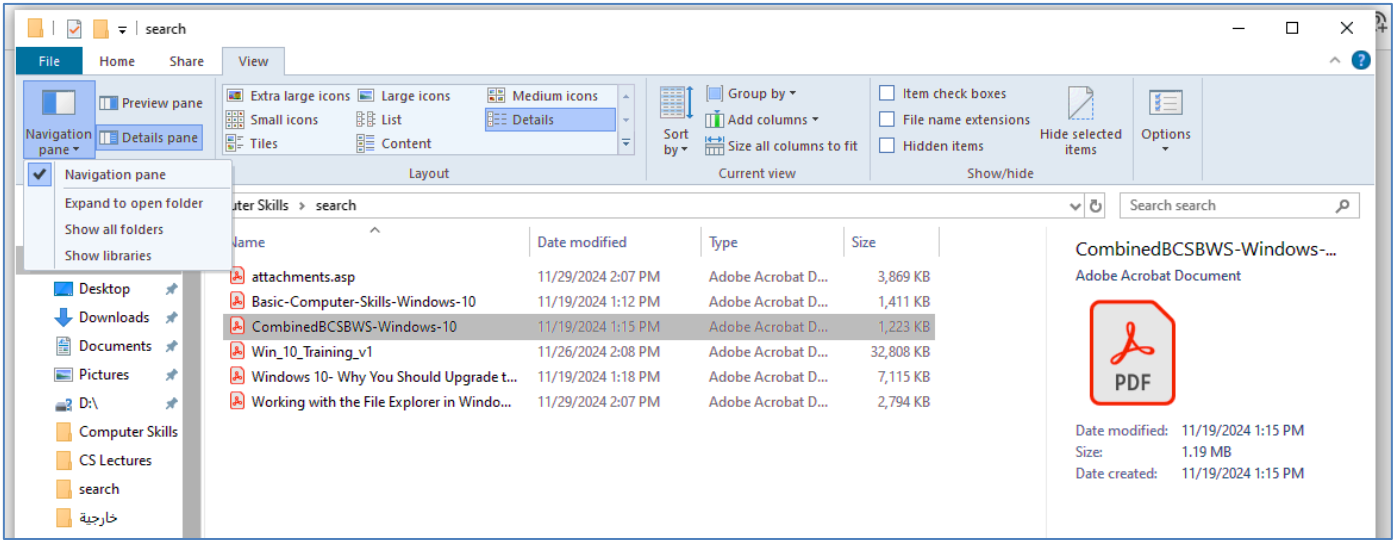 search
File Home Share View
Navigation pane
Preview pane
Details pane
Extra large icons Large icons Medium icons
Small icons List Details
Tiles Content
Layout
Sort by
Group by
Add columns
Size all columns to fit
Current view
Item check boxes
File name extensions
Hidden items
Hide selected items
Show/hide
Options
Navigation pane
Expand to open folder
Show all folders
Show libraries
uter Skills > search
Search search
Name Date modified Type Size
attachments.asp 11/29/2024 2:07 PM Adobe Acrobat D... 3,869 KB
Basic-Computer-Skills-Windows-10 11/19/2024 1:12 PM Adobe Acrobat D... 1,411 KB
CombinedBCSBWS-Windows-10 11/19/2024 1:15 PM Adobe Acrobat D... 1,223 KB
Win_10_Training_v1 11/26/2024 2:08 PM Adobe Acrobat D... 32,808 KB
Windows 10- Why You Should Upgrade t... 11/19/2024 1:18 PM Adobe Acrobat D... 7,115 KB
Working with the File Explorer in Windo... 11/29/2024 2:07 PM Adobe Acrobat D... 2,794 KB
Desktop
Downloads
Documents
Pictures
D:\
Computer Skills
CS Lectures
search
خارجية
CombinedBCSBWS-Windows-...
Adobe Acrobat Document
PDF
Date modified: 11/19/2024 1:15 PM
Size: 1.19 MB
Date created: 11/19/2024 1:15 PM